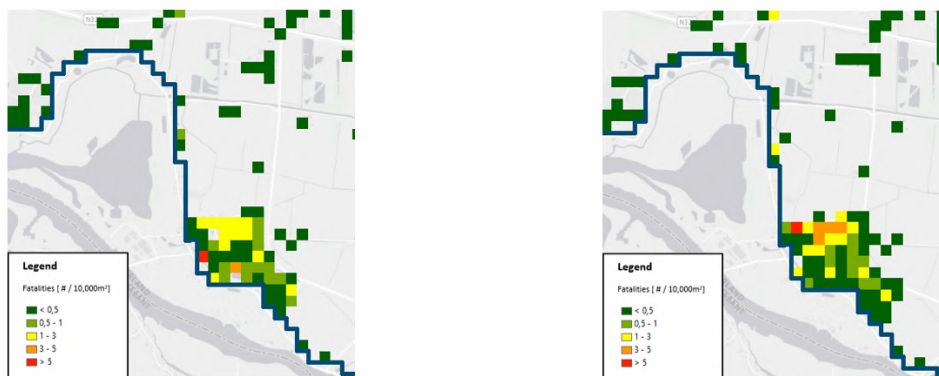 Legend
Fatalities [ # / 10,000m²]
< 0,5
0,5 - 1
1 - 3
3 - 5
> 5
Legend
Fatalities [ # / 10,000m²]
< 0,5
0,5 - 1
1 - 3
3 - 5
> 5